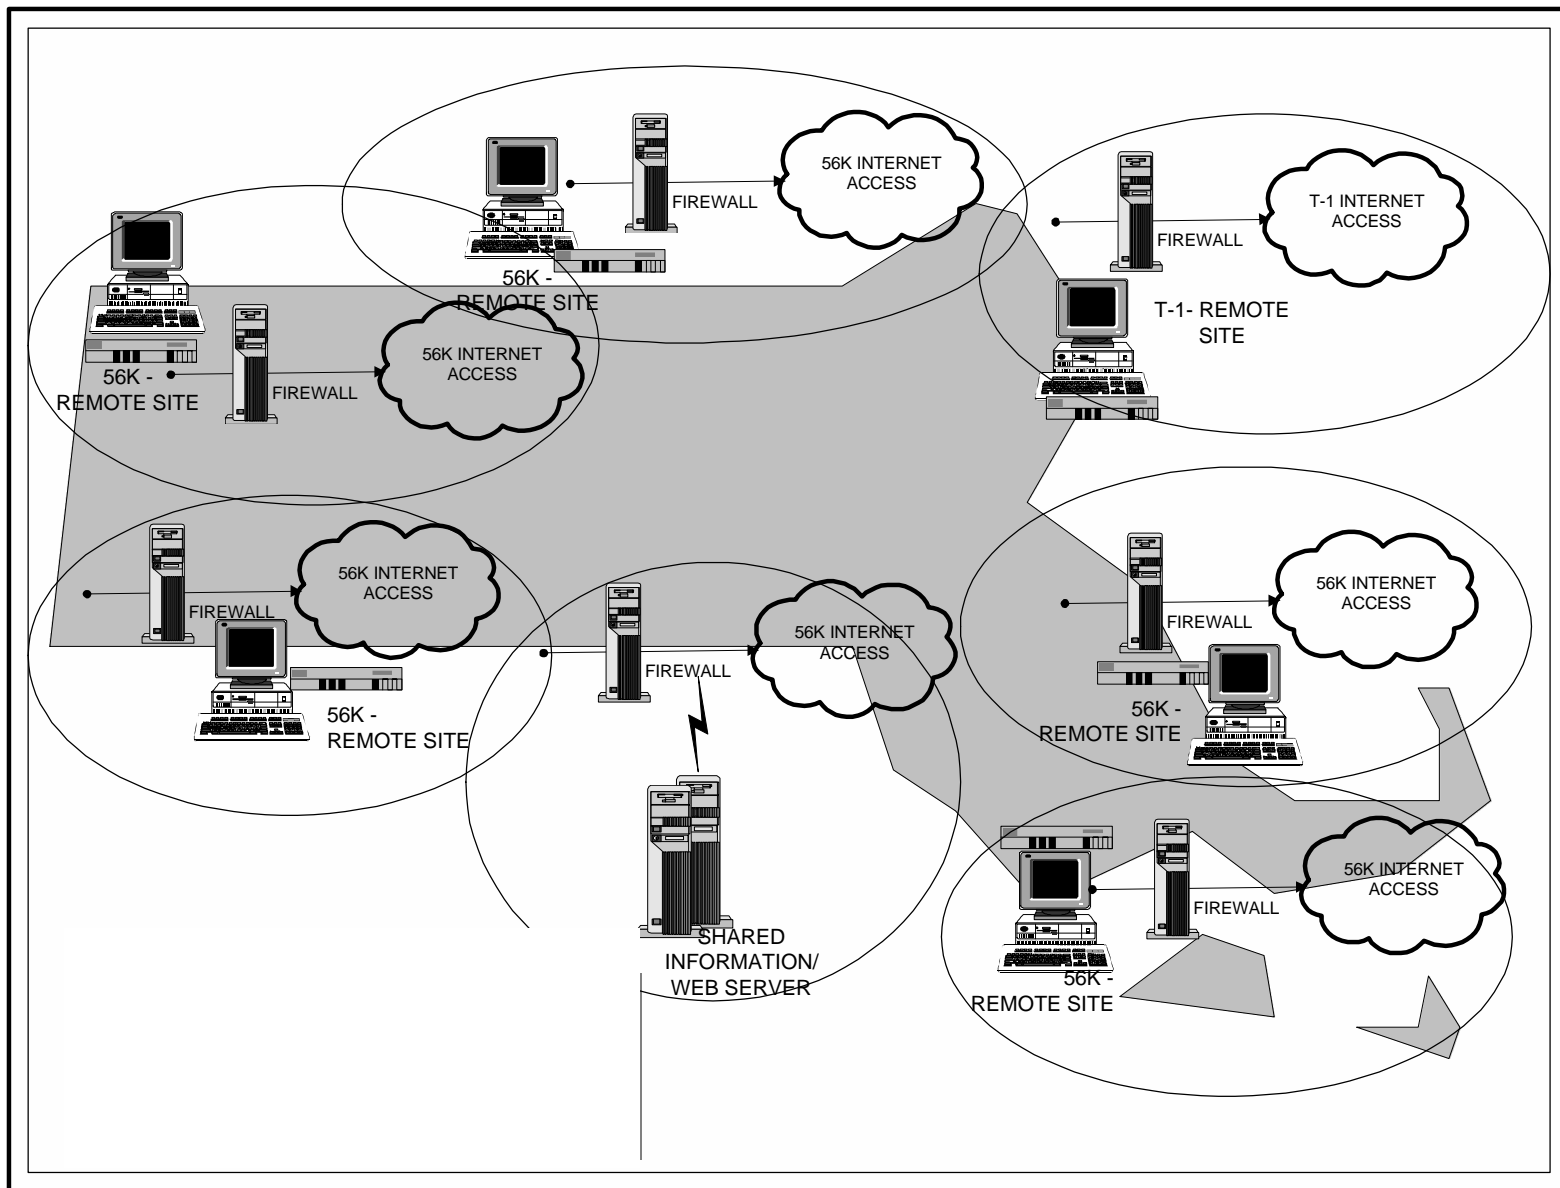 56K INTERNET
ACCESS
FIREWALL
56K -
REMOTE SITE
T-1 INTERNET
ACCESS
FIREWALL
T-1- REMOTE
SITE
56K INTERNET
ACCESS
FIREWALL
56K -
REMOTE SITE
56K INTERNET
ACCESS
FIREWALL
56K -
REMOTE SITE
56K INTERNET
ACCESS
FIREWALL
SHARED
INFORMATION/
WEB SERVER
56K INTERNET
ACCESS
FIREWALL
56K -
REMOTE SITE
56K INTERNET
ACCESS
FIREWALL
56K -
REMOTE SITE